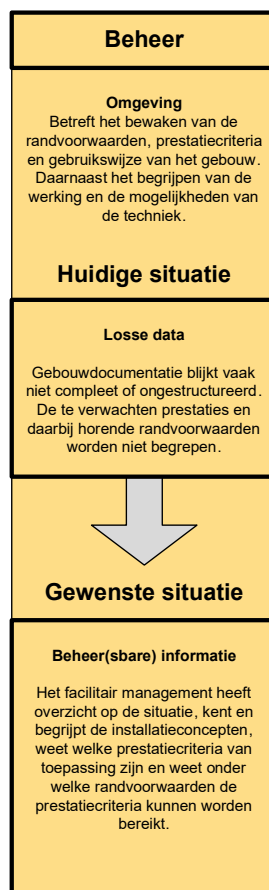 Beheer
Omgeving
Betreft het bewaken van de
randvoorwaarden, prestatiecriteria
en gebruikswijze van het gebouw.
Daarnaast het begrijpen van de
werking en de mogelijkheden van
de techniek.
Huidige situatie
Losse data
Gebouwdocumentatie blijkt vaak
niet compleet of ongestructureerd.
De te verwachten prestaties en
daarbij horende randvoorwaarden
worden niet begrepen.
Gewenste situatie
Beheer(sbare) informatie
Het facilitair management heeft
overzicht op de situatie, kent en
begrijpt de installatieconcepten,
weet welke prestatiecriteria van
toepassing zijn en weet onder
welke randvoorwaarden de
prestatiecriteria kunnen worden
bereikt.